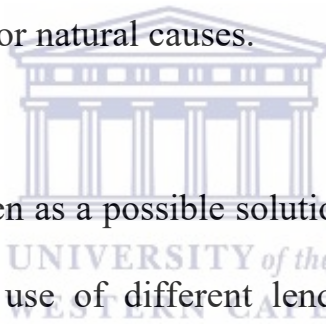 or natural causes.
en as a possible solutio
UNIVERSITY of the
use of different lend
WESTERN CAPE